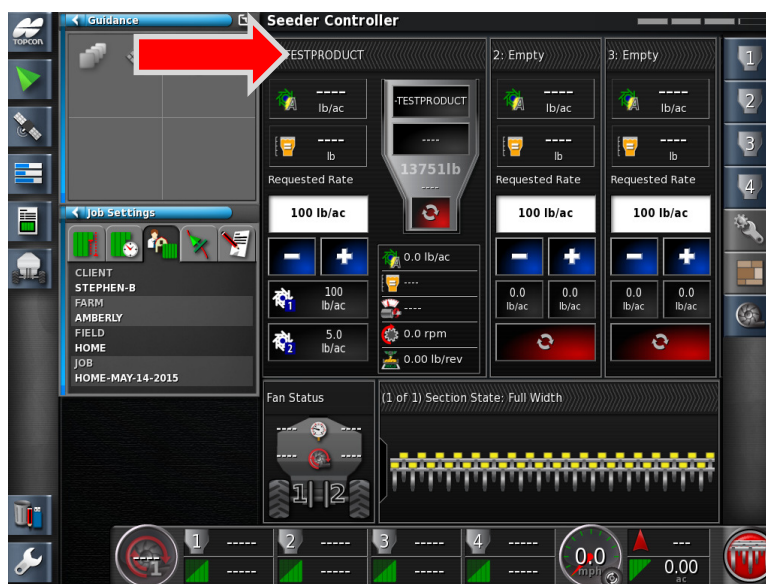 TOPCON
Guidance
Seeder Controller
TESTPRODUCT
2: Empty
3: Empty
----
lb/ac
----
lb
Requested Rate
100 lb/ac
- +
1
100
lb/ac
2
5.0
lb/ac
-TESTPRODUCT
----
13751lb
----
0.0 lb/ac
----
----
0.0 rpm
0.00 lb/rev
----
lb/ac
----
lb
Requested Rate
100 lb/ac
- +
0.0
lb/ac
0.0
lb/ac
----
lb/ac
----
lb
Requested Rate
100 lb/ac
- +
0.0
lb/ac
0.0
lb/ac
1
2
3
4
Job Settings
CLIENT
STEPHEN-B
FARM
AMBERLY
FIELD
HOME
JOB
HOME-MAY-14-2015
Fan Status
----
----
1 2
(1 of 1) Section State: Full Width
----
1
1 -----
-----
2 -----
-----
3 -----
-----
4 -----
-----
0.0
mph
---
0.00
ac